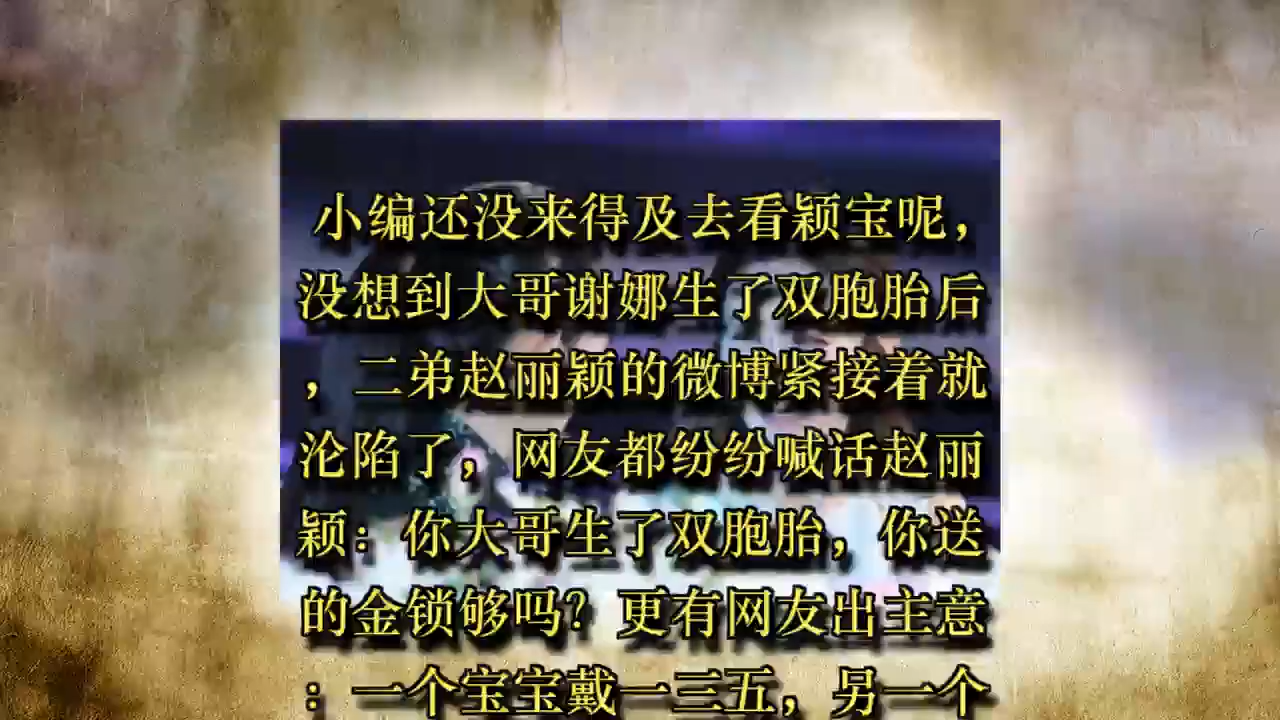 小编还没来得及去看颖宝呢，
没想到大哥谢娜生了双胞胎后
，二弟赵丽颖的微博紧接着就
沦陷了，网友都纷纷喊话赵丽
颖：你大哥生了双胞胎，你送
的金锁够吗？更有网友出主意
：一个宝宝戴一三五，另一个